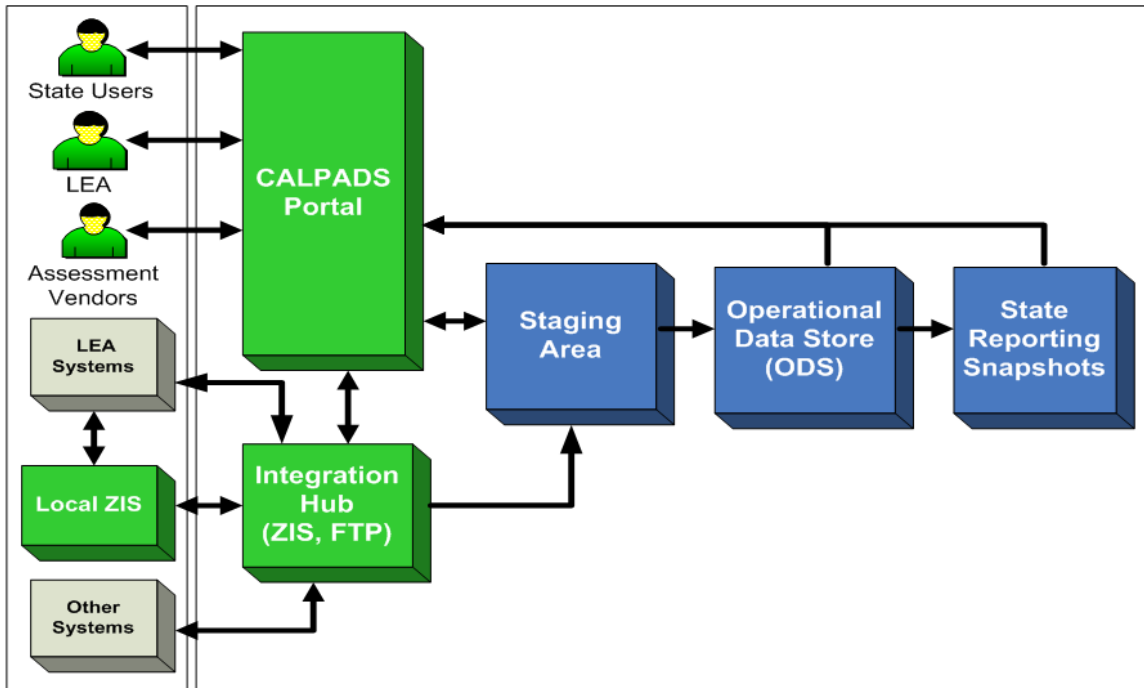 State Users
LEA
Assessment
Vendors
LEA
Systems
Local ZIS
Other
Systems
CALPADS
Portal
Integration
Hub
(ZIS, FTP)
Staging
Area
Operational
Data Store
(ODS)
State
Reporting
Snapshots